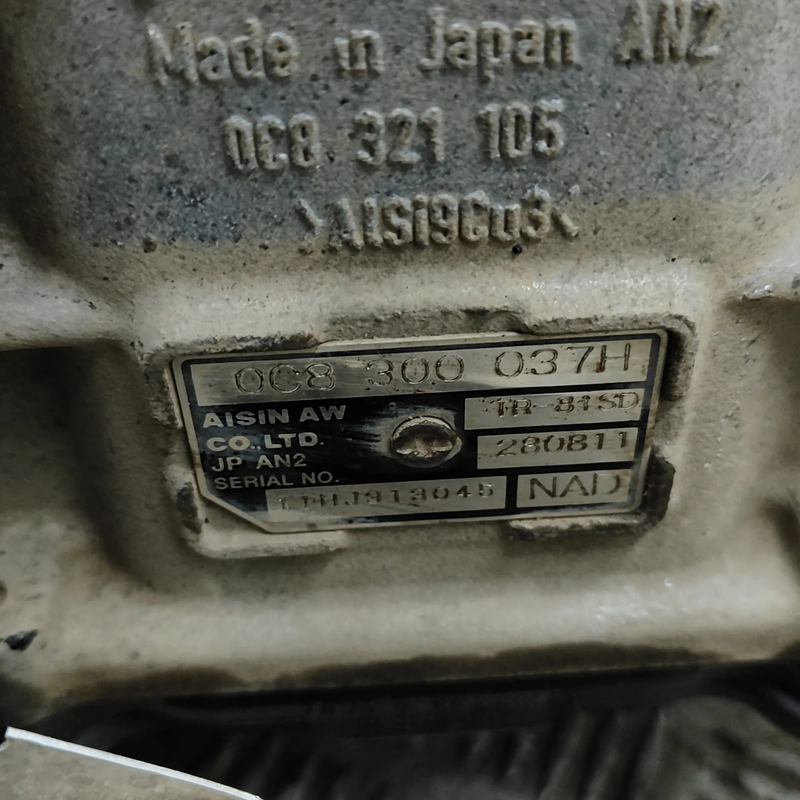 Made in Japan AN2
0C8 321 105
>AlSi9Cu3<
0C8 300 037H
AISIN AW
CO.,LTD.
JP AN2
SERIAL NO.
TR-81SD
280811
NAD